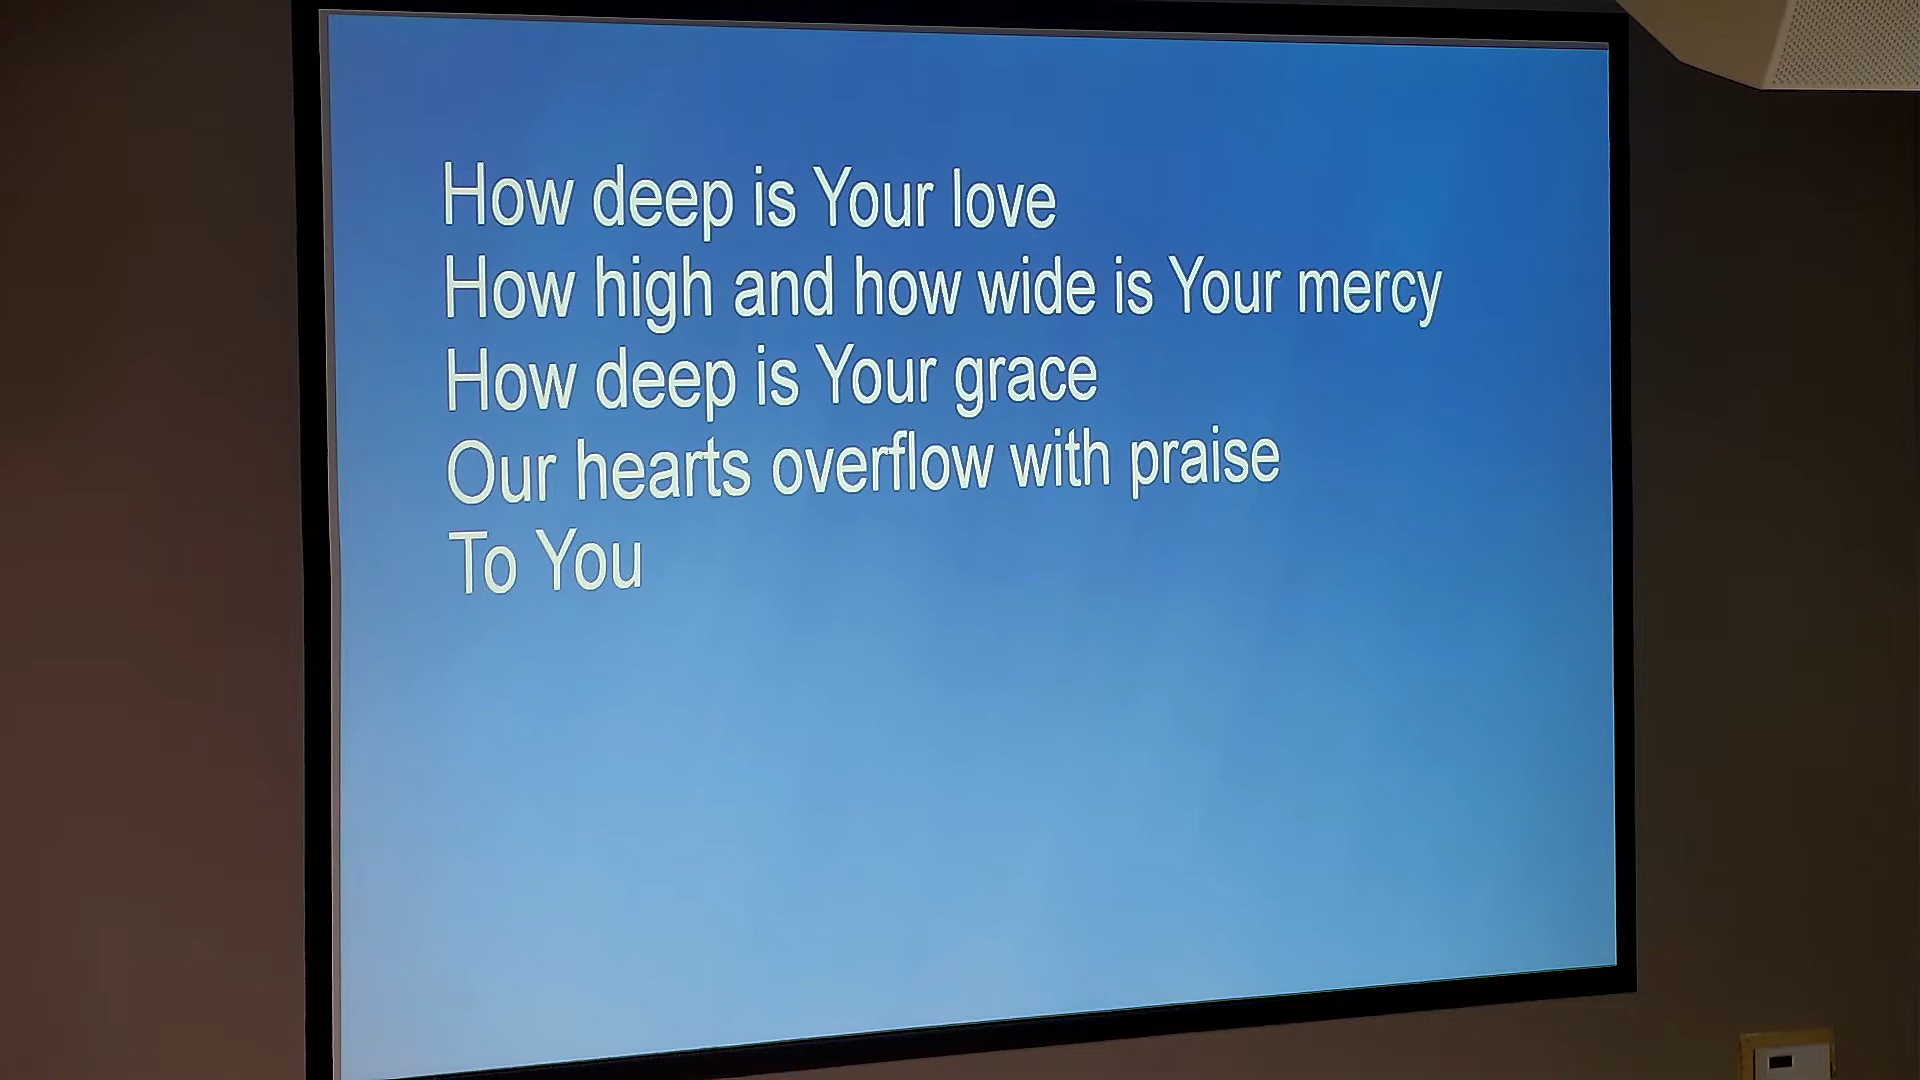 How deep is Your love
How high and how wide is Your mercy
How deep is Your grace
Our hearts overflow with praise
To You